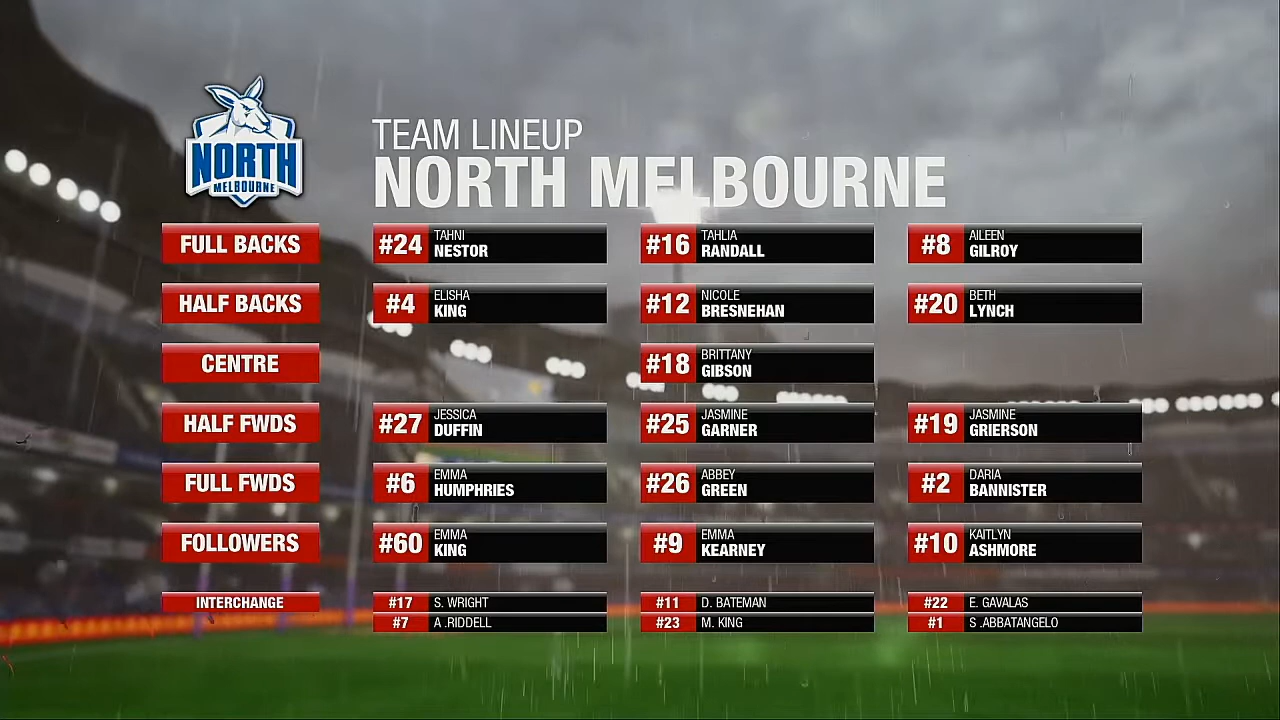 NORTH
MELBOURNE
TEAM LINEUP
NORTH MELBOURNE
FULL BACKS
#24 TAHNI
NESTOR
#16 TAHLIA
RANDALL
#8 AILEEN
GILROY
HALF BACKS
#4 ELISHA
KING
#12 NICOLE
BRESNEHAN
#20 BETH
LYNCH
CENTRE
#18 BRITTANY
GIBSON
HALF FWDS
#27 JESSICA
DUFFIN
#25 JASMINE
GARNER
#19 JASMINE
GRIERSON
FULL FWDS
#6 EMMA
HUMPHRIES
#26 ABBEY
GREEN
#2 DARIA
BANNISTER
FOLLOWERS
#60 EMMA
KING
#9 EMMA
KEARNEY
#10 KAITLYN
ASHMORE
INTERCHANGE
#17 S. WRIGHT
#11 D. BATEMAN
#22 E. GAVALAS
#7 A .RIDDELL
#23 M. KING
#1 S .ABBATANGELO